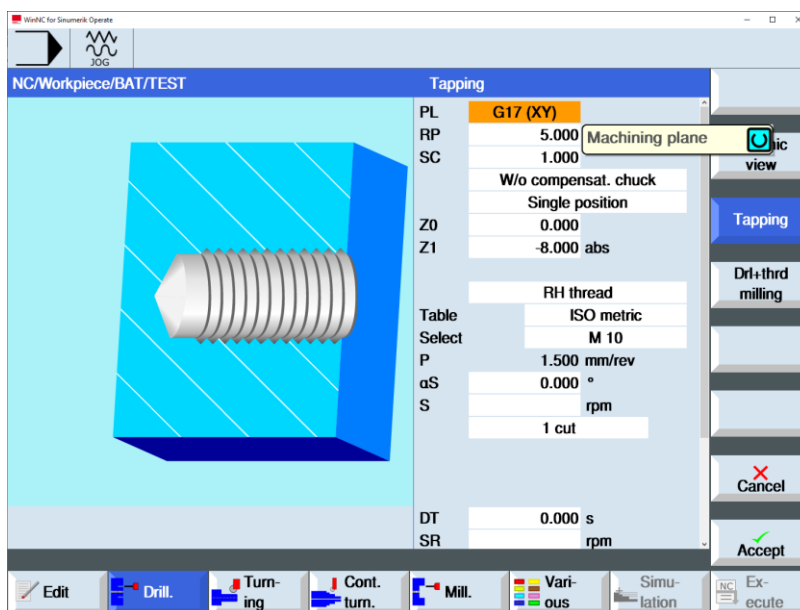 WinNC for Sinumerik Operate
JOG
NC/Workpiece/BAT/TEST
Tapping
PL G17 (XY)
RP 5.000
Machining plane
SC 1.000
view
W/o compensat. chuck
Single position
Z0 0.000
Z1 -8.000 abs
Tapping
RH thread
Drl+thrd
milling
Table ISO metric
Select M 10
P 1.500 mm/rev
αS 0.000 °
S rpm
1 cut
Cancel
DT 0.000 s
SR rpm
Accept
Edit
Drill.
Turn-
ing
Cont.
turn.
Mill.
Vari-
ous
Simu-
lation
NC
Ex-
ecute